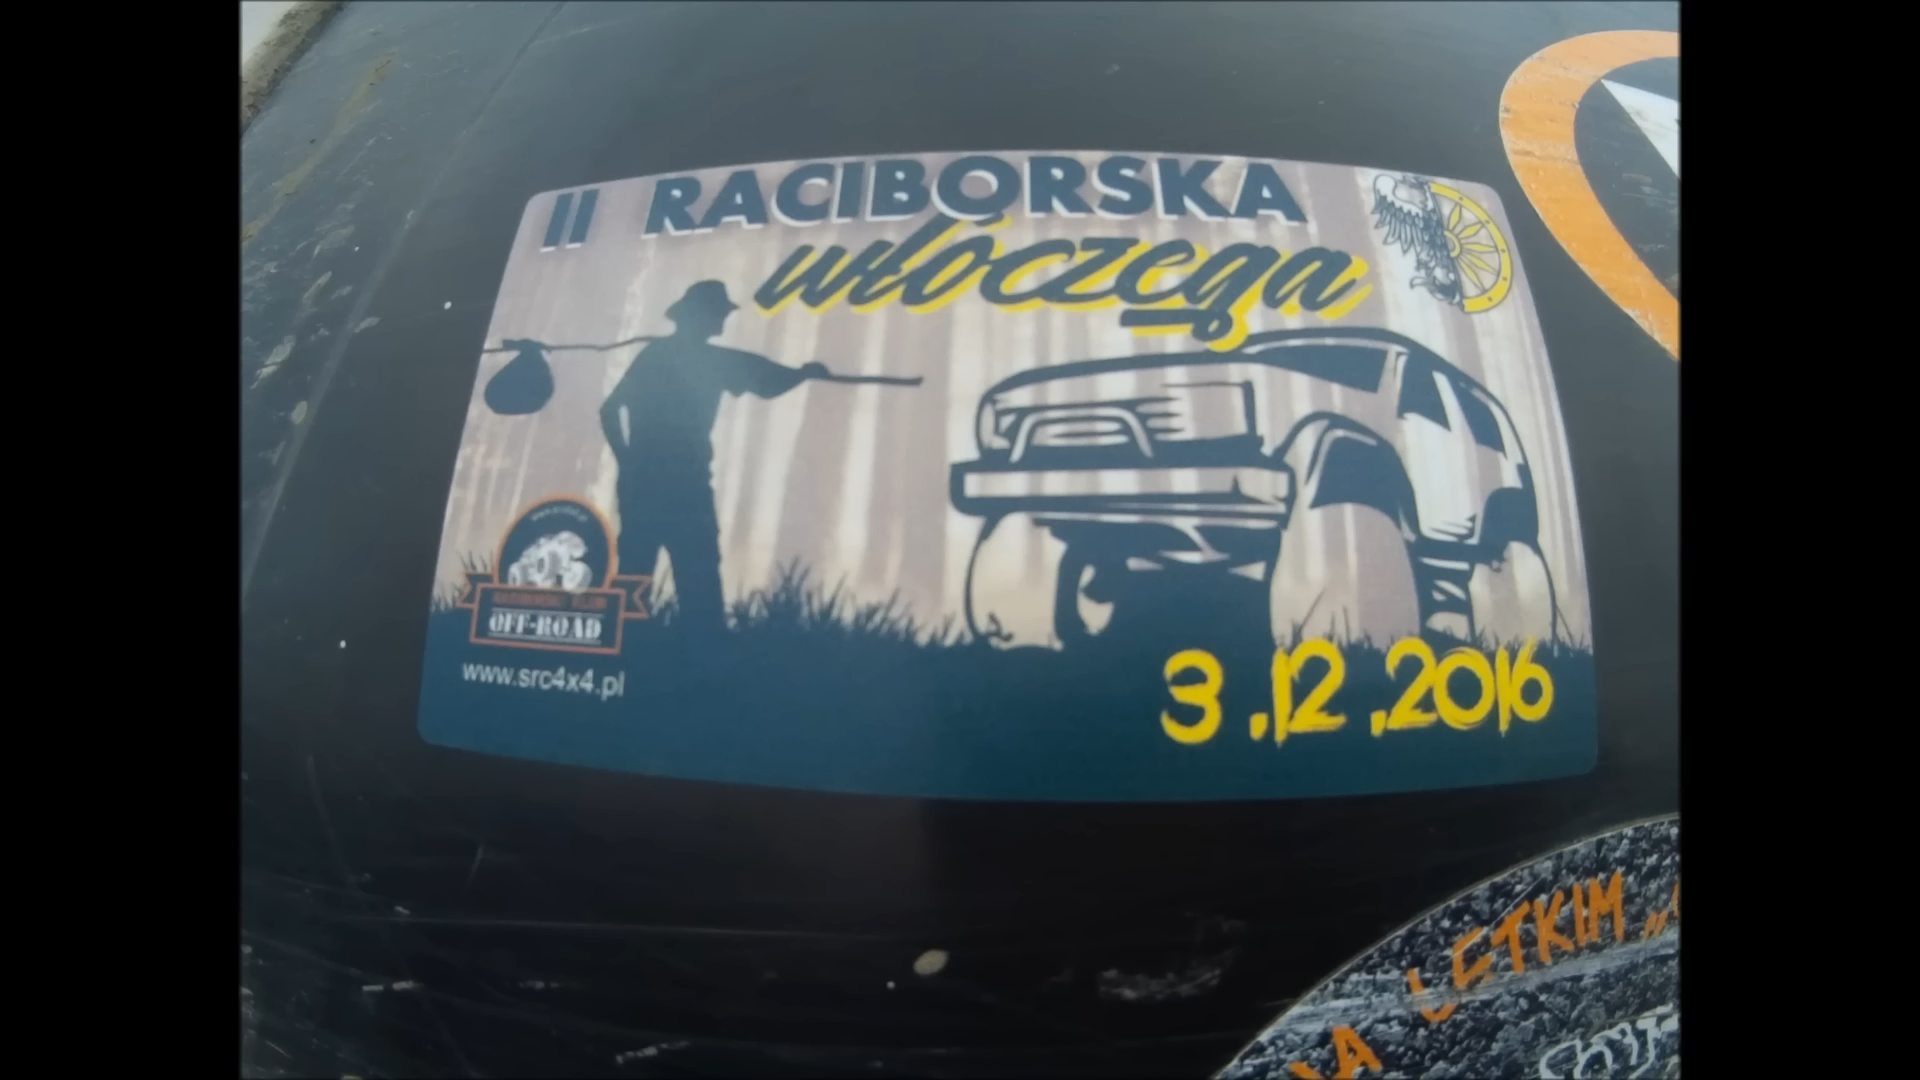 II RACIBORSKA
włóczęga
OFF-ROAD
www.src4x4.pl
3.12.2016
LETKIM „